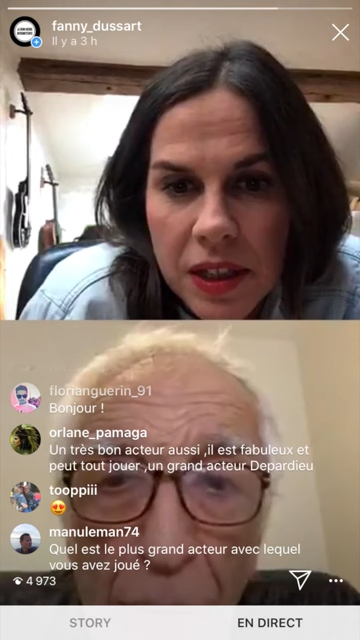 fanny_dussart
Il y a 3 h
florianguerin_91
Bonjour !
orlane_pamaga
Un très bon acteur aussi ,il est fabuleux et
peut tout jouer ,un grand acteur Depardieu
tooppiii
😍
manuleman74
Quel est le plus grand acteur avec lequel
vous avez joué ?
4 973
STORY
EN DIRECT